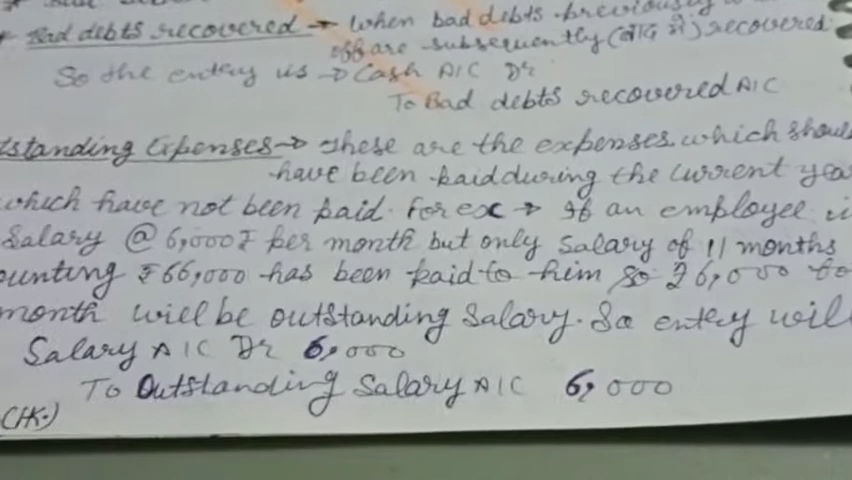 Bad debts recovered → when bad debts previously
off are subsequently (बाद में) recovered.
So the entry is → Cash A/C Dr
To Bad debts recovered A/C
tstanding Expenses → these are the expenses which shoul
have been paid during the current yea
which have not been paid. For ex → If an employee i
Salary @ 6,000₹ per month but only Salary of 11 months
ounting ₹66,000 has been paid to him so ₹6,000 fo
month will be outstanding Salary. So entry will
Salary A/C Dr 6,000
To Outstanding Salary A/C 6,000